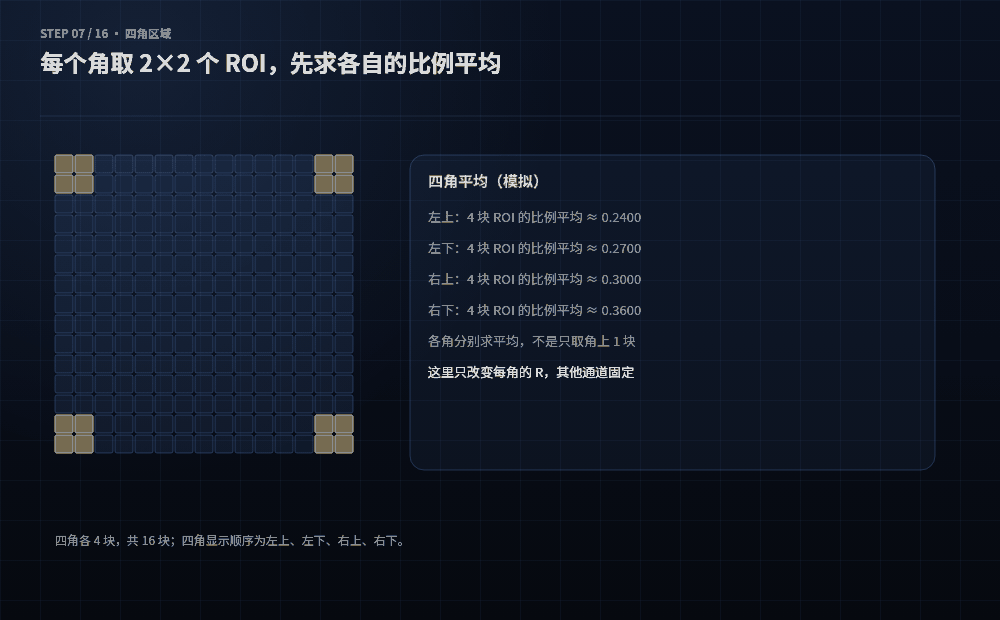 STEP 07 / 16 · 四角区域
每个角取 2×2 个 ROI，先求各自的比例平均
四角平均（模拟）
左上：4 块 ROI 的比例平均 ≈ 0.2400
左下：4 块 ROI 的比例平均 ≈ 0.2700
右上：4 块 ROI 的比例平均 ≈ 0.3000
右下：4 块 ROI 的比例平均 ≈ 0.3600
各角分别求平均，不是只取角上 1 块
这里只改变每角的 R，其他通道固定
四角各 4 块，共 16 块；四角显示顺序为左上、左下、右上、右下。